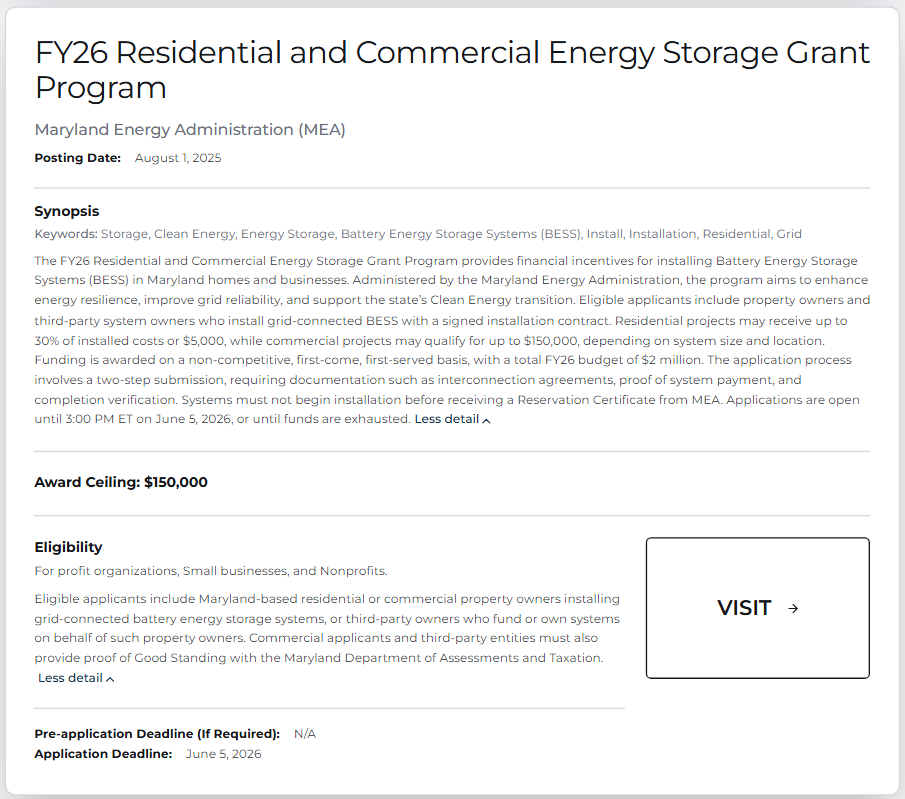 FY26 Residential and Commercial Energy Storage Grant
Program
Maryland Energy Administration (MEA)
Posting Date: August 1, 2025
Synopsis
Keywords: Storage, Clean Energy, Energy Storage, Battery Energy Storage Systems (BESS), Install, Installation, Residential, Grid
The FY26 Residential and Commercial Energy Storage Grant Program provides financial incentives for installing Battery Energy Storage
Systems (BESS) in Maryland homes and businesses. Administered by the Maryland Energy Administration, the program aims to enhance
energy resilience, improve grid reliability, and support the state’s Clean Energy transition. Eligible applicants include property owners and
third-party system owners who install grid-connected BESS with a signed installation contract. Residential projects may receive up to
30% of installed costs or $5,000, while commercial projects may qualify for up to $150,000, depending on system size and location.
Funding is awarded on a non-competitive, first-come, first-served basis, with a total FY26 budget of $2 million. The application process
involves a two-step submission, requiring documentation such as interconnection agreements, proof of system payment, and
completion verification. Systems must not begin installation before receiving a Reservation Certificate from MEA. Applications are open
until 3:00 PM ET on June 5, 2026, or until funds are exhausted. Less detail
Award Ceiling: $150,000
Eligibility
For profit organizations, Small businesses, and Nonprofits.
Eligible applicants include Maryland-based residential or commercial property owners installing
grid-connected battery energy storage systems, or third-party owners who fund or own systems
on behalf of such property owners. Commercial applicants and third-party entities must also
provide proof of Good Standing with the Maryland Department of Assessments and Taxation.
Less detail
VISIT →
Pre-application Deadline (If Required): N/A
Application Deadline: June 5, 2026